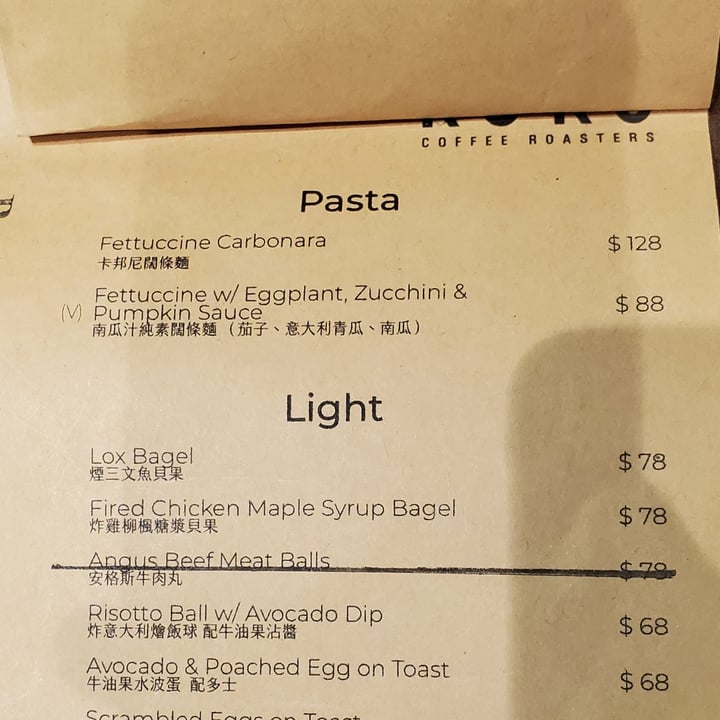 COFFEE ROASTERS
Pasta
Fettuccine Carbonara $ 128
卡邦尼闊條麵
Fettuccine w/ Eggplant, Zucchini &
(V) Pumpkin Sauce $ 88
南瓜汁純素闊條麵（茄子、意大利青瓜、南瓜）
Light
Lox Bagel $ 78
煙三文魚貝果
Fired Chicken Maple Syrup Bagel $ 78
炸雞柳楓糖漿貝果
Angus Beef Meat Balls $ 78
安格斯牛肉丸
Risotto Ball w/ Avocado Dip $ 68
炸意大利燴飯球 配牛油果沾醬
Avocado & Poached Egg on Toast $ 68
牛油果水波蛋 配多士
Scrambled Eggs on Toast